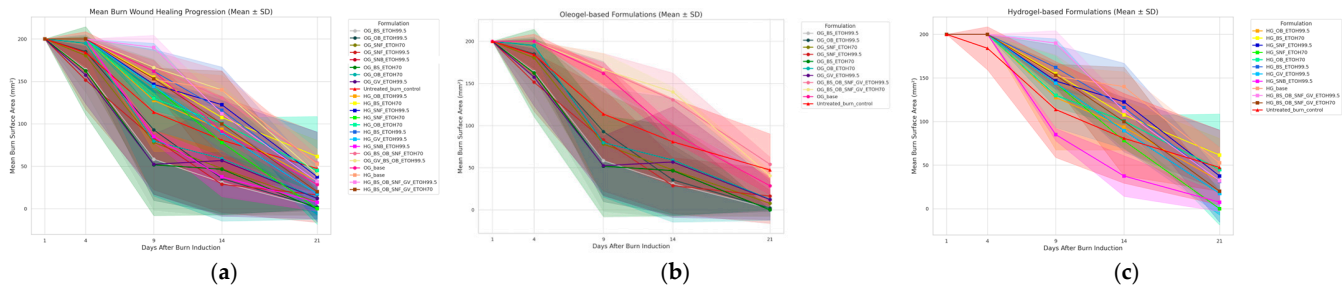 Mean Burn Wound Healing Progression (Mean ± SD)
Mean Burn Surface Area (mm²)
200
150
100
50
0
1
4
9
14
21
Days After Burn Induction
Formulation
OG_BS_ETOH99.5
OG_OB_ETOH99.5
OG_SNF_ETOH70
OG_SNF_ETOH99.5
OG_SNB_ETOH99.5
OG_BS_ETOH70
OG_OB_ETOH70
OG_GV_ETOH99.5
Untreated_burn_control
HG_OB_ETOH99.5
HG_BS_ETOH70
HG_SNF_ETOH99.5
HG_SNF_ETOH70
HG_OB_ETOH70
HG_BS_ETOH99.5
HG_GV_ETOH99.5
HG_SNB_ETOH99.5
OG_BS_OB_SNF_ETOH70
OG_GV_BS_OB_ETOH99.5
OG_base
HG_base
HG_BS_OB_SNF_GV_ETOH99.5
HG_BS_OB_SNF_GV_ETOH70
(a)
Oleogel-based Formulations (Mean ± SD)
Mean Burn Surface Area (mm²)
200
150
100
50
0
1
4
9
14
21
Days After Burn Induction
Formulation
OG_BS_ETOH99.5
OG_OB_ETOH99.5
OG_SNF_ETOH70
OG_SNF_ETOH99.5
OG_BS_ETOH70
OG_OB_ETOH70
OG_GV_ETOH99.5
OG_BS_OB_SNF_GV_ETOH99.5
OG_BS_OB_SNF_GV_ETOH70
OG_base
Untreated_burn_control
(b)
Hydrogel-based Formulations (Mean ± SD)
Mean Burn Surface Area (mm²)
200
150
100
50
0
1
4
9
14
21
Days After Burn Induction
Formulation
HG_OB_ETOH99.5
HG_BS_ETOH70
HG_SNF_ETOH99.5
HG_SNF_ETOH70
HG_OB_ETOH70
HG_BS_ETOH99.5
HG_GV_ETOH99.5
HG_SNB_ETOH99.5
HG_base
HG_BS_OB_SNF_GV_ETOH99.5
HG_BS_OB_SNF_GV_ETOH70
Untreated_burn_control
(c)